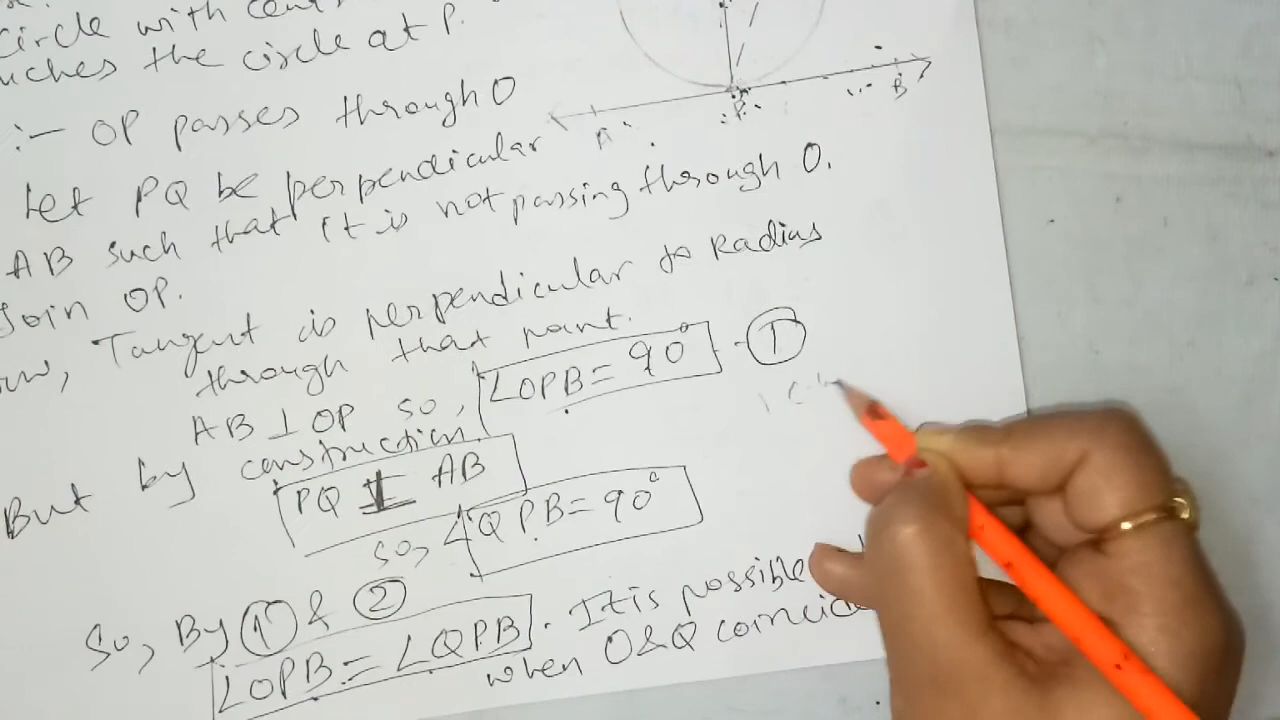 Circle with cent
uches the circle at P.
:- OP passes through O
Let PQ be perpendicular
AB such that it is not passing through O.
Join OP.
ow, Tangent is perpendicular to Radius
through that point.
AB ⊥ OP so, ∠OPB = 90° - ①
But by construction
PQ ⊥ AB
so, ∠QPB = 90°
So, By ① & ②
∠OPB = ∠QPB. It is possible
when O & Q coincide
A
P
B